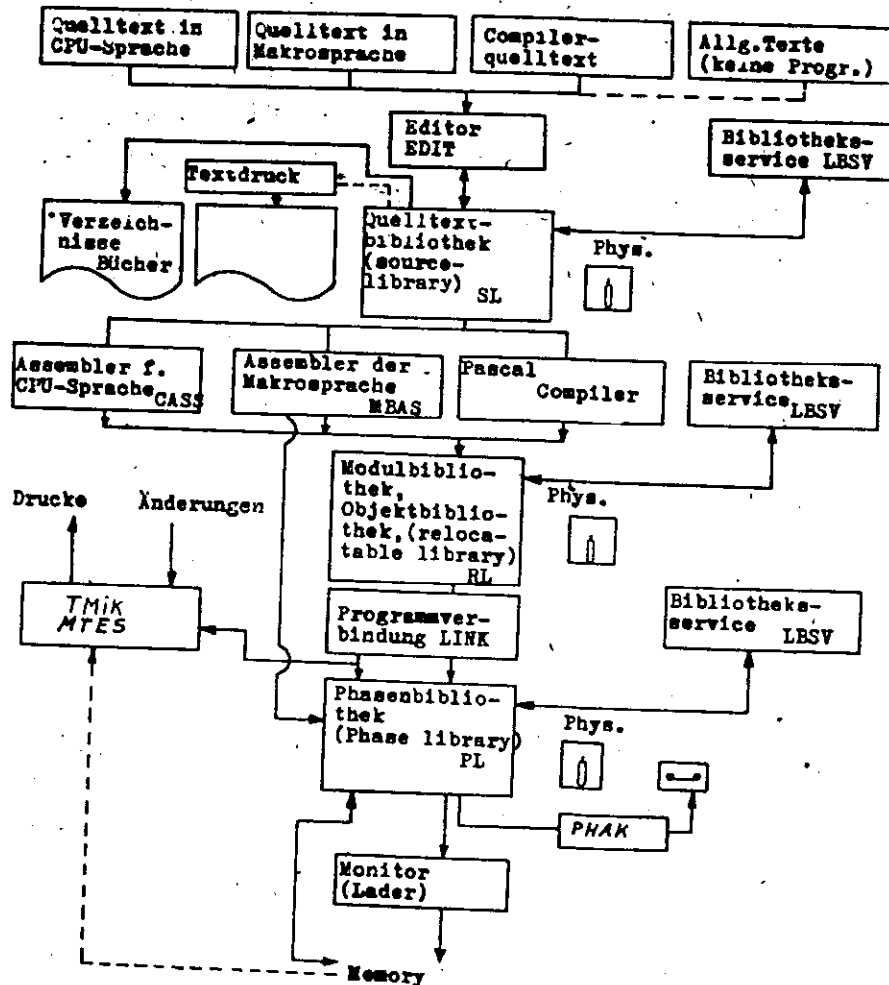 Quelltext in
CPU-Sprache
Quelltext in
Makrosprache
Compiler-
quelltext
Allg.Texte
(keine Progr.)
Editor
EDIT
Bibliotheks-
service LBSV
Textdruck
Verzeich-
nisse
Bücher
Quelltext-
bibliothek
(source-
library)
SL
Phys.
Assembler f.
CPU-Sprache
CASS
Assembler der
Makrosprache
MBAS
Pascal
Compiler
Bibliotheks-
service
LBSV
Modulbiblio-
thek,
Objektbiblio-
thek,(reloca-
table library)
RL
Phys.
Drucke
Änderungen
TMiK
MTES
Programmver-
bindung LINK
Bibliotheks-
service
LBSV
Phasenbiblio-
thek
(Phase library)
PL
Phys.
PHAK
Monitor
(Lader)
Memory